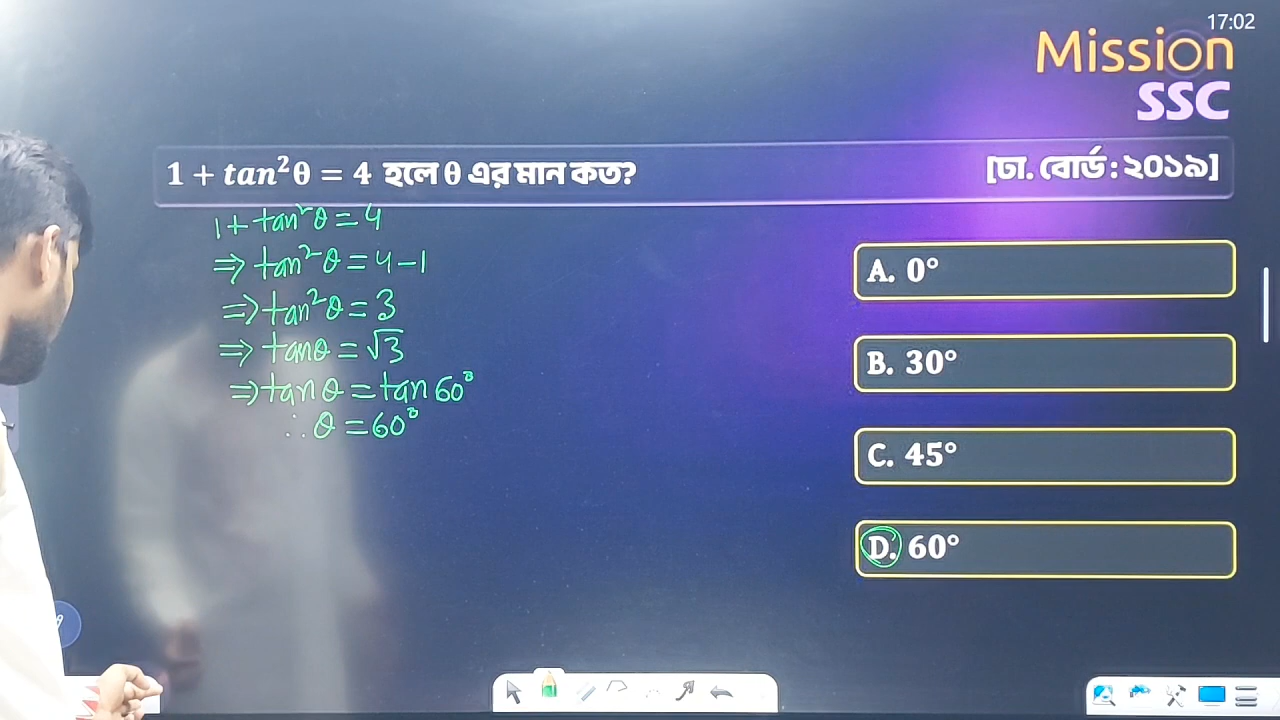 17:02
Mission
SSC
1 + tan²θ = 4 হলে θ এর মান কত? [ঢা. বোর্ড : ২০১৯]
1 + tan²θ = 4
⇒ tan²θ = 4 - 1
⇒ tan²θ = 3
⇒ tanθ = √3
⇒ tanθ = tan 60°
∴ θ = 60°
A. 0°
B. 30°
C. 45°
D. 60°